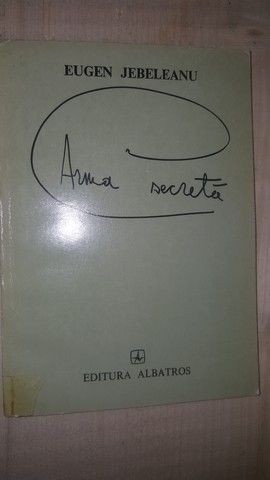 EUGEN JEBELEANU
Arma secretă
EDITURA ALBATROS